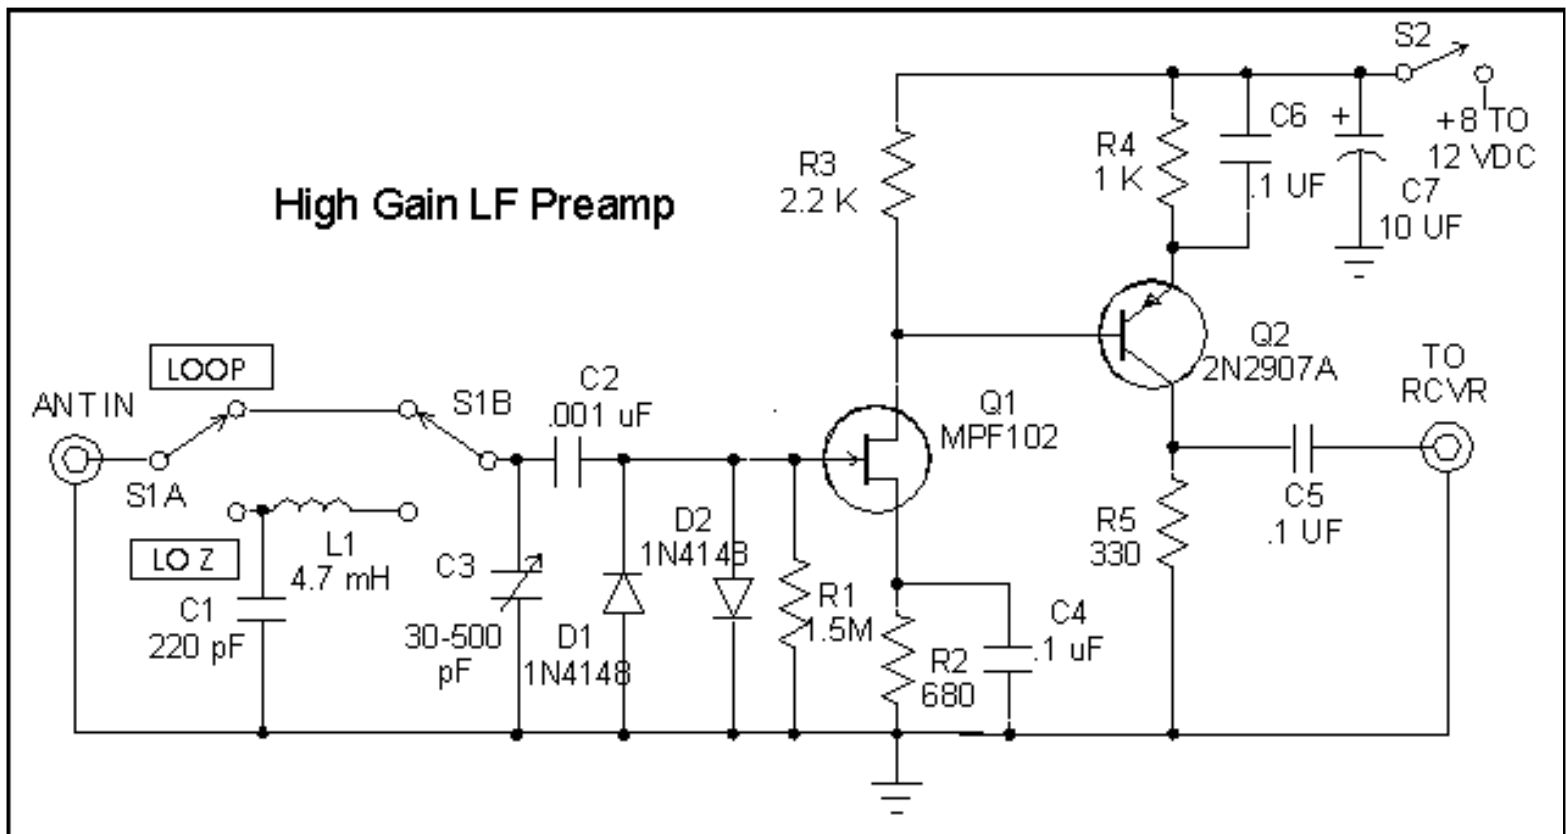 S2
C6
+
+8 TO
12 VDC
R3
2.2 K
R4
1 K
.1 UF
C7
10 UF
High Gain LF Preamp
LOOP
ANT IN
S1A
S1B
C2
.001 uF
Q1
MPF102
Q2
2N2907A
TO
RCVR
LO Z
L1
4.7 mH
C1
220 pF
C3
30-500
pF
D1
1N4148
D2
1N4148
R1
1.5M
R2
680
C4
.1 uF
R5
330
C5
.1 UF